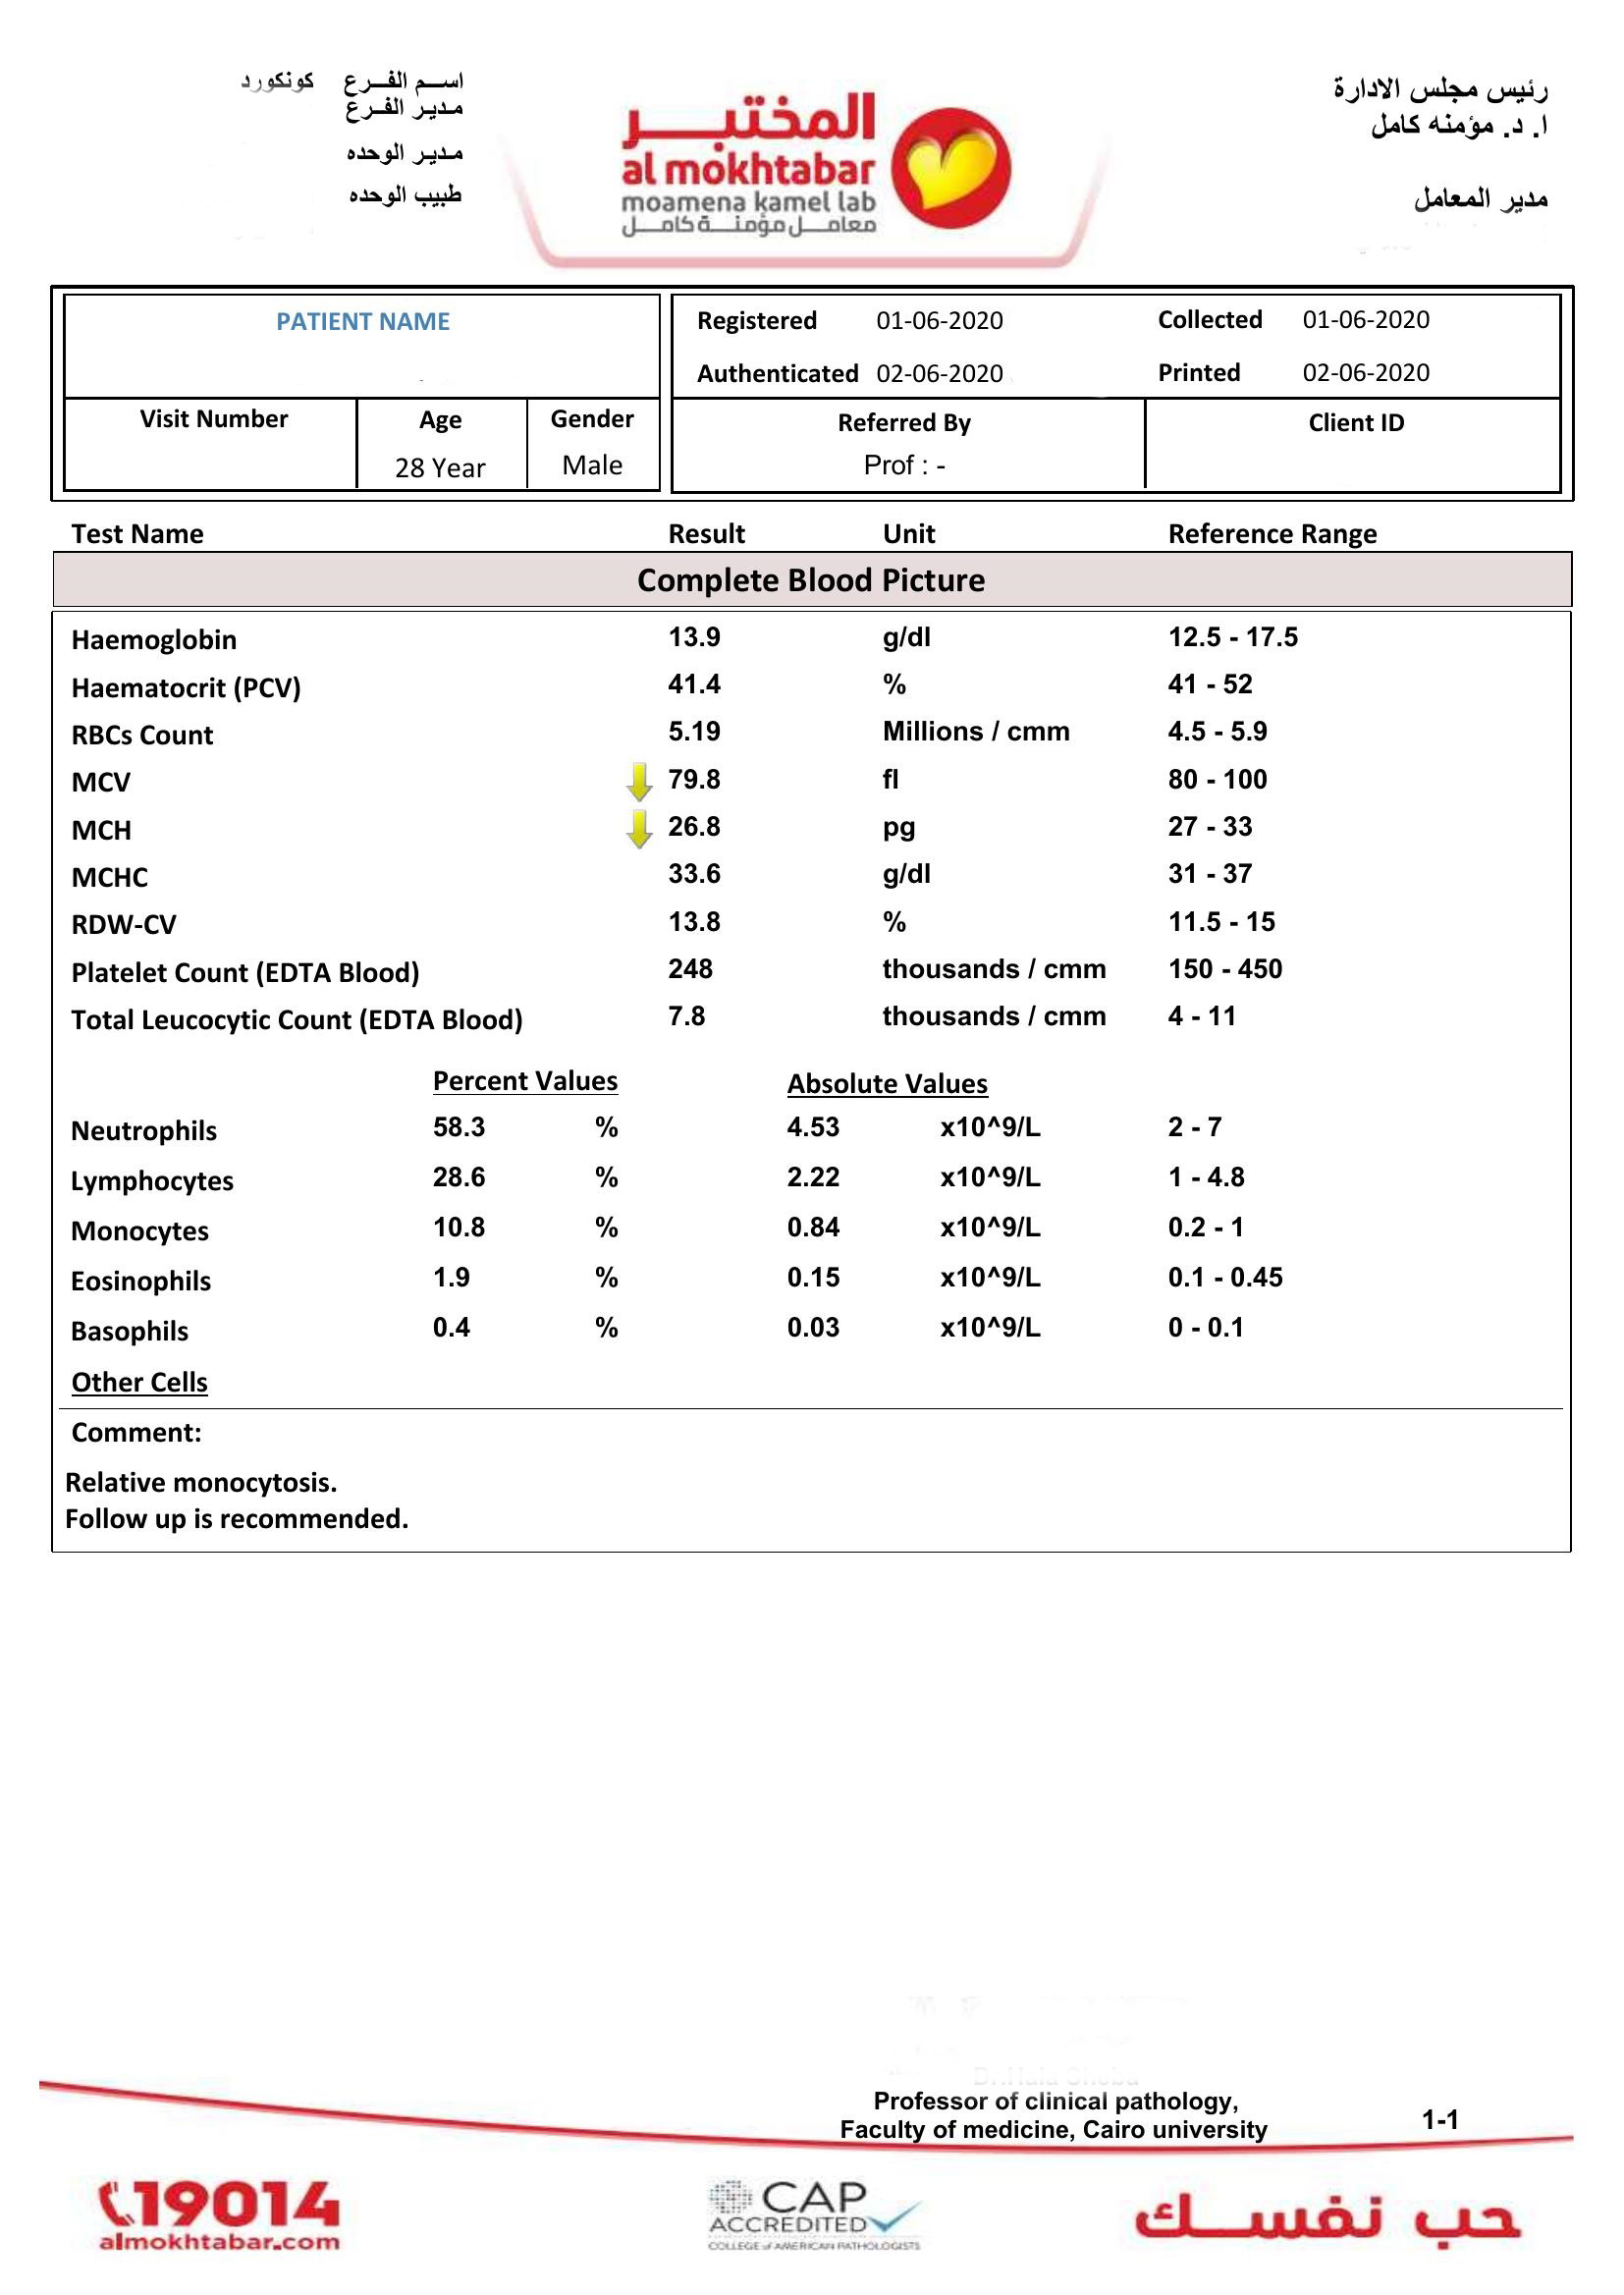 اســم الفــرع كونكورد
مـدير الفــرع
مـدير الوحده
طبيب الوحده
المختبــر
al mokhtabar
moamena kamel lab
معامـل مؤمنـة كامـل
رئيس مجلس الادارة
ا. د. مؤمنه كامل
مدير المعامل
PATIENT NAME
Registered 01-06-2020 Collected 01-06-2020
Authenticated 02-06-2020 Printed 02-06-2020
Visit Number Age Gender Referred By Client ID
28 Year Male Prof : -
Test Name Result Unit Reference Range
Complete Blood Picture
Haemoglobin 13.9 g/dl 12.5 - 17.5
Haematocrit (PCV) 41.4 % 41 - 52
RBCs Count 5.19 Millions / cmm 4.5 - 5.9
MCV 79.8 fl 80 - 100
MCH 26.8 pg 27 - 33
MCHC 33.6 g/dl 31 - 37
RDW-CV 13.8 % 11.5 - 15
Platelet Count (EDTA Blood) 248 thousands / cmm 150 - 450
Total Leucocytic Count (EDTA Blood) 7.8 thousands / cmm 4 - 11
Percent Values Absolute Values
Neutrophils 58.3 % 4.53 x10^9/L 2 - 7
Lymphocytes 28.6 % 2.22 x10^9/L 1 - 4.8
Monocytes 10.8 % 0.84 x10^9/L 0.2 - 1
Eosinophils 1.9 % 0.15 x10^9/L 0.1 - 0.45
Basophils 0.4 % 0.03 x10^9/L 0 - 0.1
Other Cells
Comment:
Relative monocytosis.
Follow up is recommended.
Professor of clinical pathology,
Faculty of medicine, Cairo university
1-1
19014
almokhtabar.com
CAP
ACCREDITED
COLLEGE of AMERICAN PATHOLOGISTS
حب نفســك